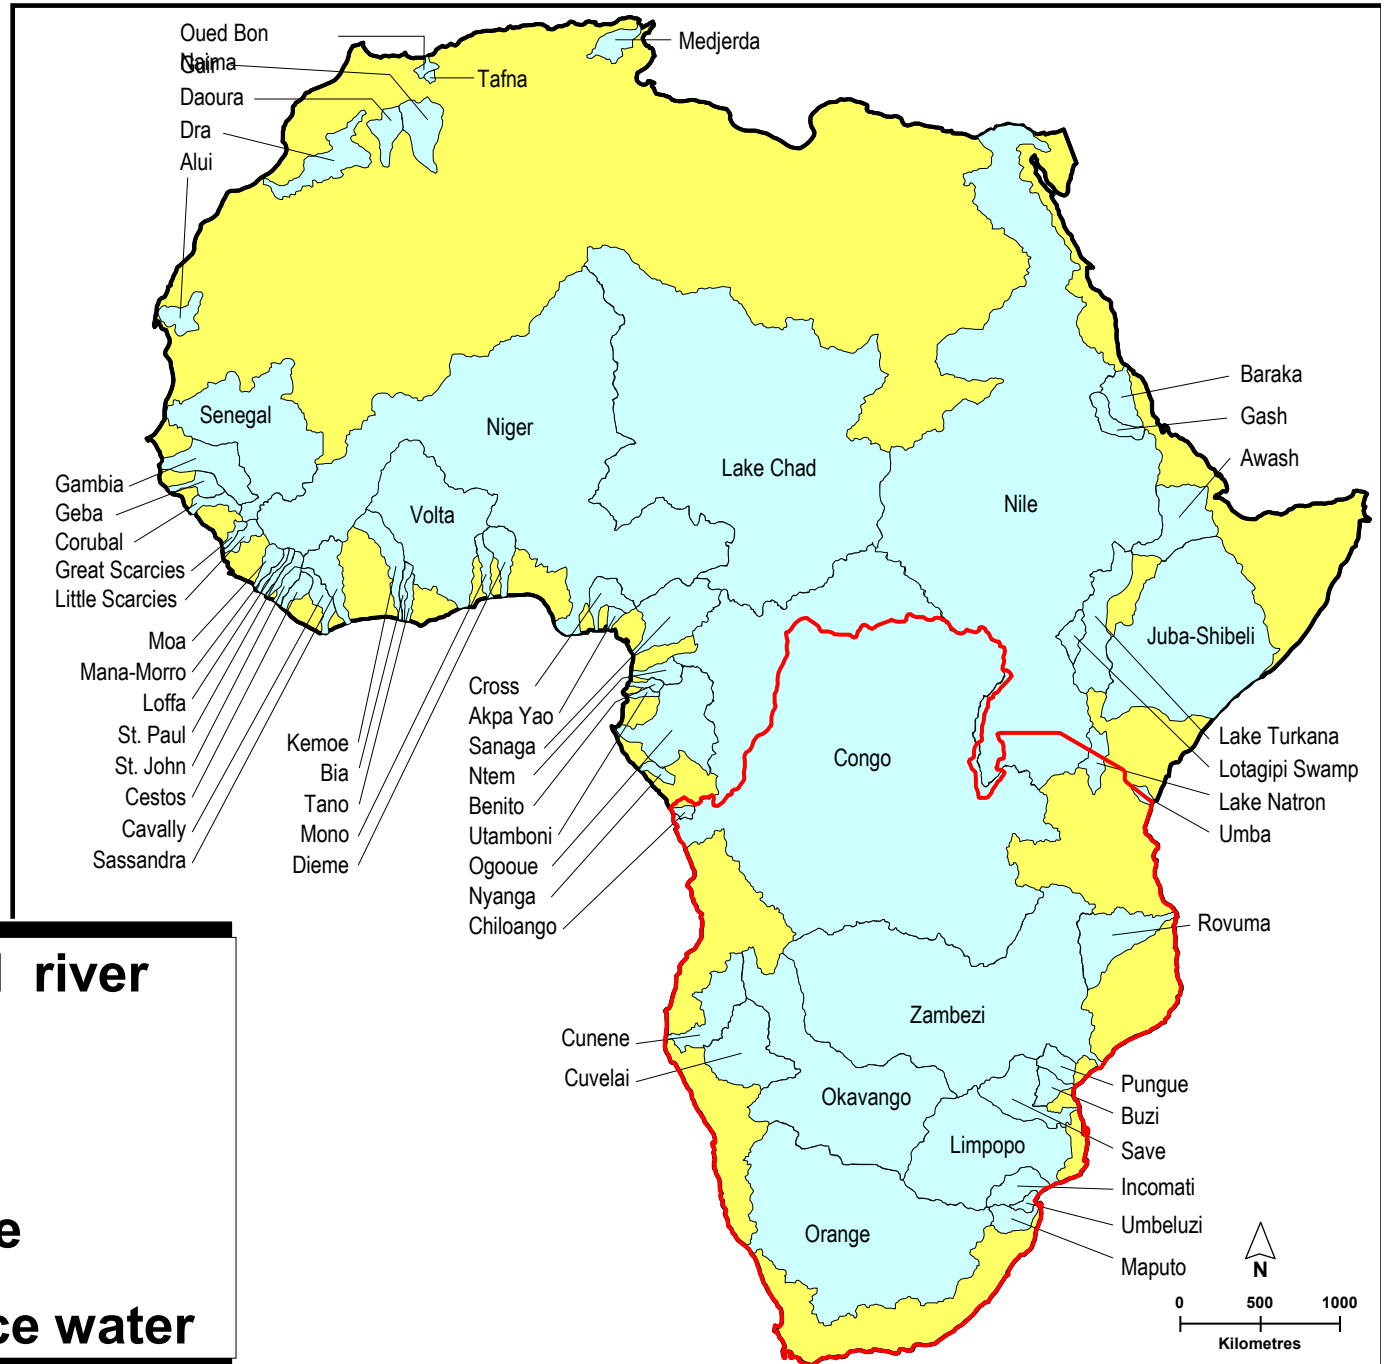 Oued Bon
Naima
Guir
Daoura
Dra
Alui
Tafna
Medjerda
Senegal
Niger
Lake Chad
Nile
Volta
Baraka
Gash
Awash
Gambia
Geba
Corubal
Great Scarcies
Little Scarcies
Moa
Mana-Morro
Loffa
St. Paul
St. John
Cestos
Cavally
Sassandra
Kemoe
Bia
Tano
Mono
Dieme
Cross
Akpa Yao
Sanaga
Ntem
Benito
Utamboni
Ogooue
Nyanga
Chiloango
Juba-Shibeli
Congo
Lake Turkana
Lotagipi Swamp
Lake Natron
Umba
Rovuma
Zambezi
Cunene
Cuvelai
Okavango
Limpopo
Orange
Pungue
Buzi
Save
Incomati
Umbeluzi
Maputo
river
e
ce water
N
0 500 1000
Kilometres